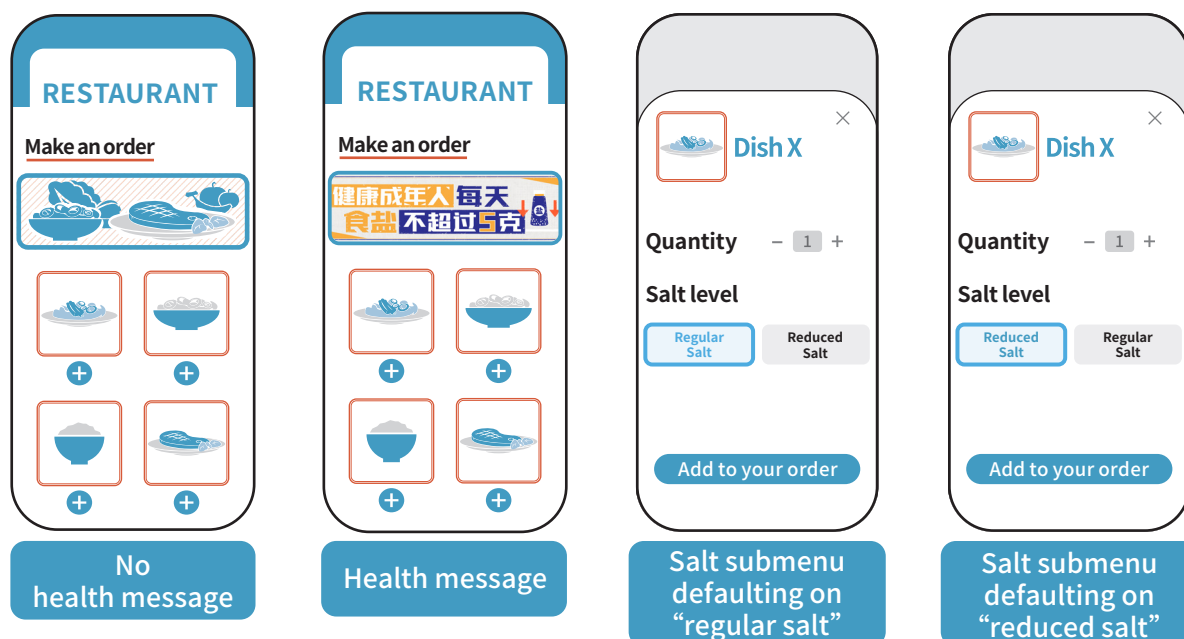 RESTAURANT
Make an order
No
health message
RESTAURANT
Make an order
健康成年人每天
食盐不超过5克
盐
Health message
Dish X
Quantity – 1 +
Salt level
Regular
Salt
Reduced
Salt
Add to your order
Salt submenu
defaulting on
“regular salt”
Dish X
Quantity – 1 +
Salt level
Reduced
Salt
Regular
Salt
Add to your order
Salt submenu
defaulting on
“reduced salt”